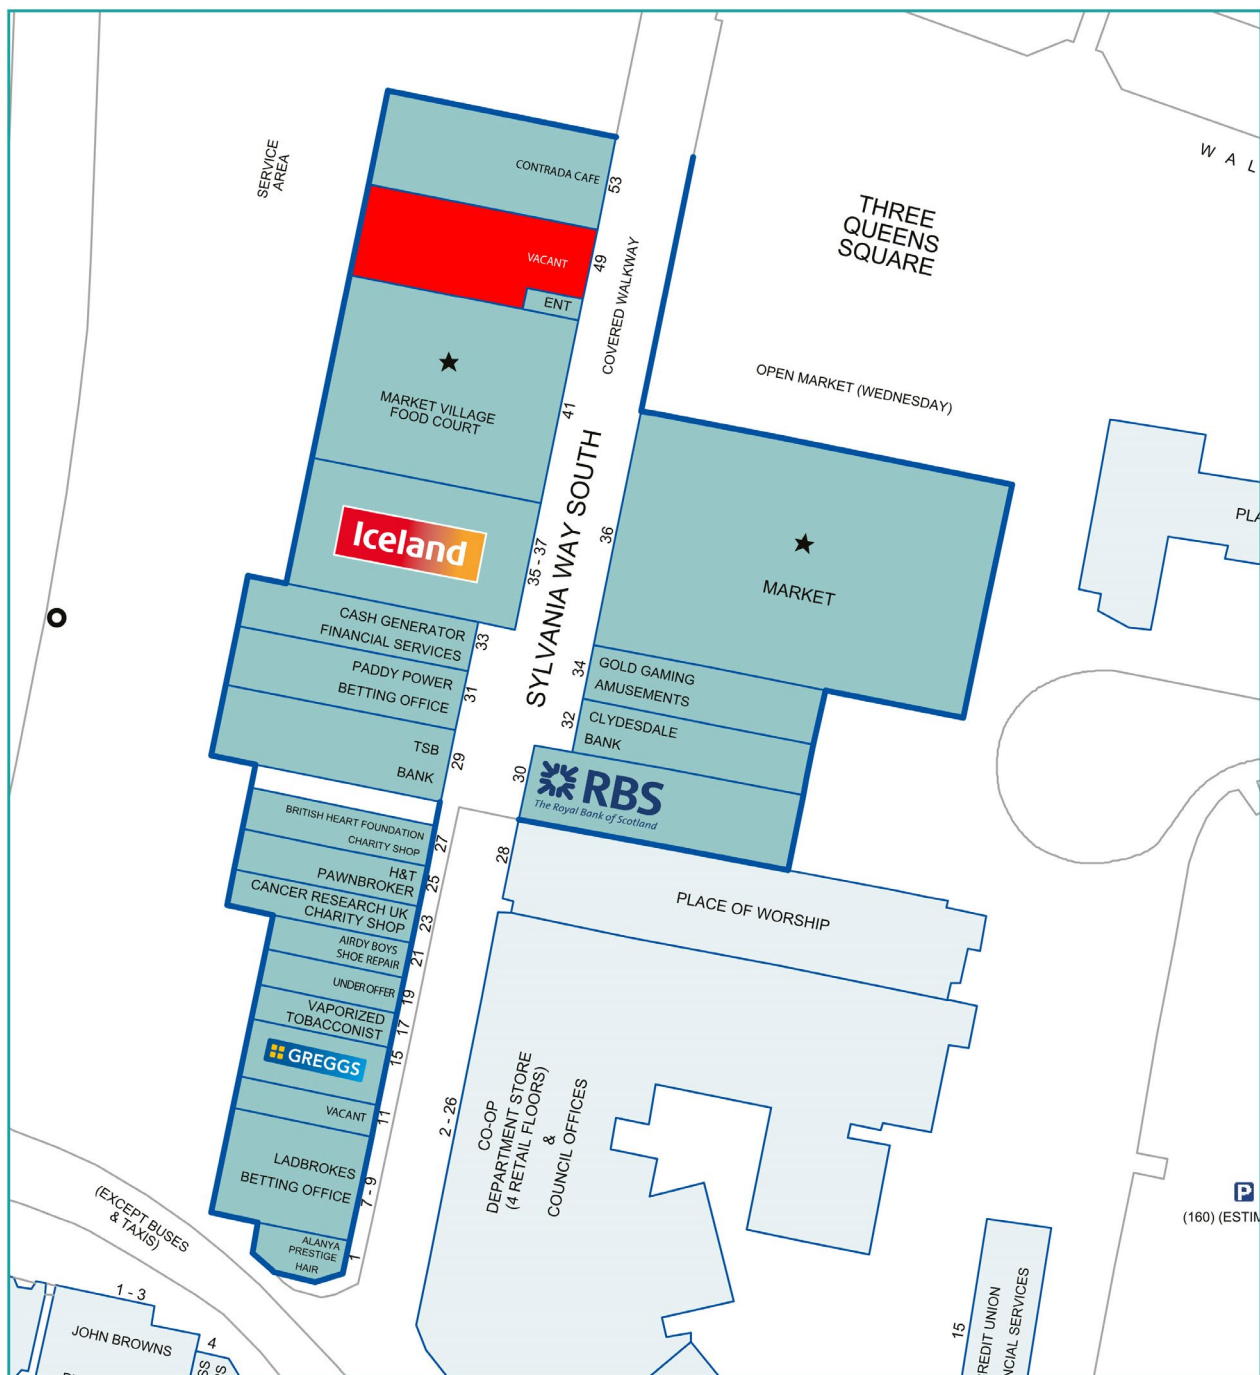 CONTRADA CAFE
53
SERVICE
AREA
VACANT
49
ENT
COVERED WALKWAY
THREE
QUEENS
SQUARE
W A L
OPEN MARKET (WEDNESDAY)
MARKET VILLAGE
FOOD COURT
41
Iceland
35 - 37
SYLVANIA WAY SOUTH
36
MARKET
PLA
CASH GENERATOR
FINANCIAL SERVICES
33
PADDY POWER
BETTING OFFICE
31
TSB
BANK
29
34
GOLD GAMING
AMUSEMENTS
32
CLYDESDALE
BANK
30
RBS
The Royal Bank of Scotland
28
PLACE OF WORSHIP
BRITISH HEART FOUNDATION
CHARITY SHOP
27
H&T
PAWNBROKER
25
CANCER RESEARCH UK
CHARITY SHOP
23
AIRDY BOYS
SHOE REPAIR
21
UNDER OFFER
19
VAPORIZED
TOBACCONIST
17
GREGGS
15
VACANT
11
LADBROKES
BETTING OFFICE
7 - 9
ALANYA
PRESTIGE
HAIR
1
2 - 26
CO-OP
DEPARTMENT STORE
(4 RETAIL FLOORS)
&
COUNCIL OFFICES
P
(160) (ESTIM
15
REDIT UNION
NCIAL SERVICES
(EXCEPT BUSES
& TAXIS)
1 - 3
JOHN BROWNS
4